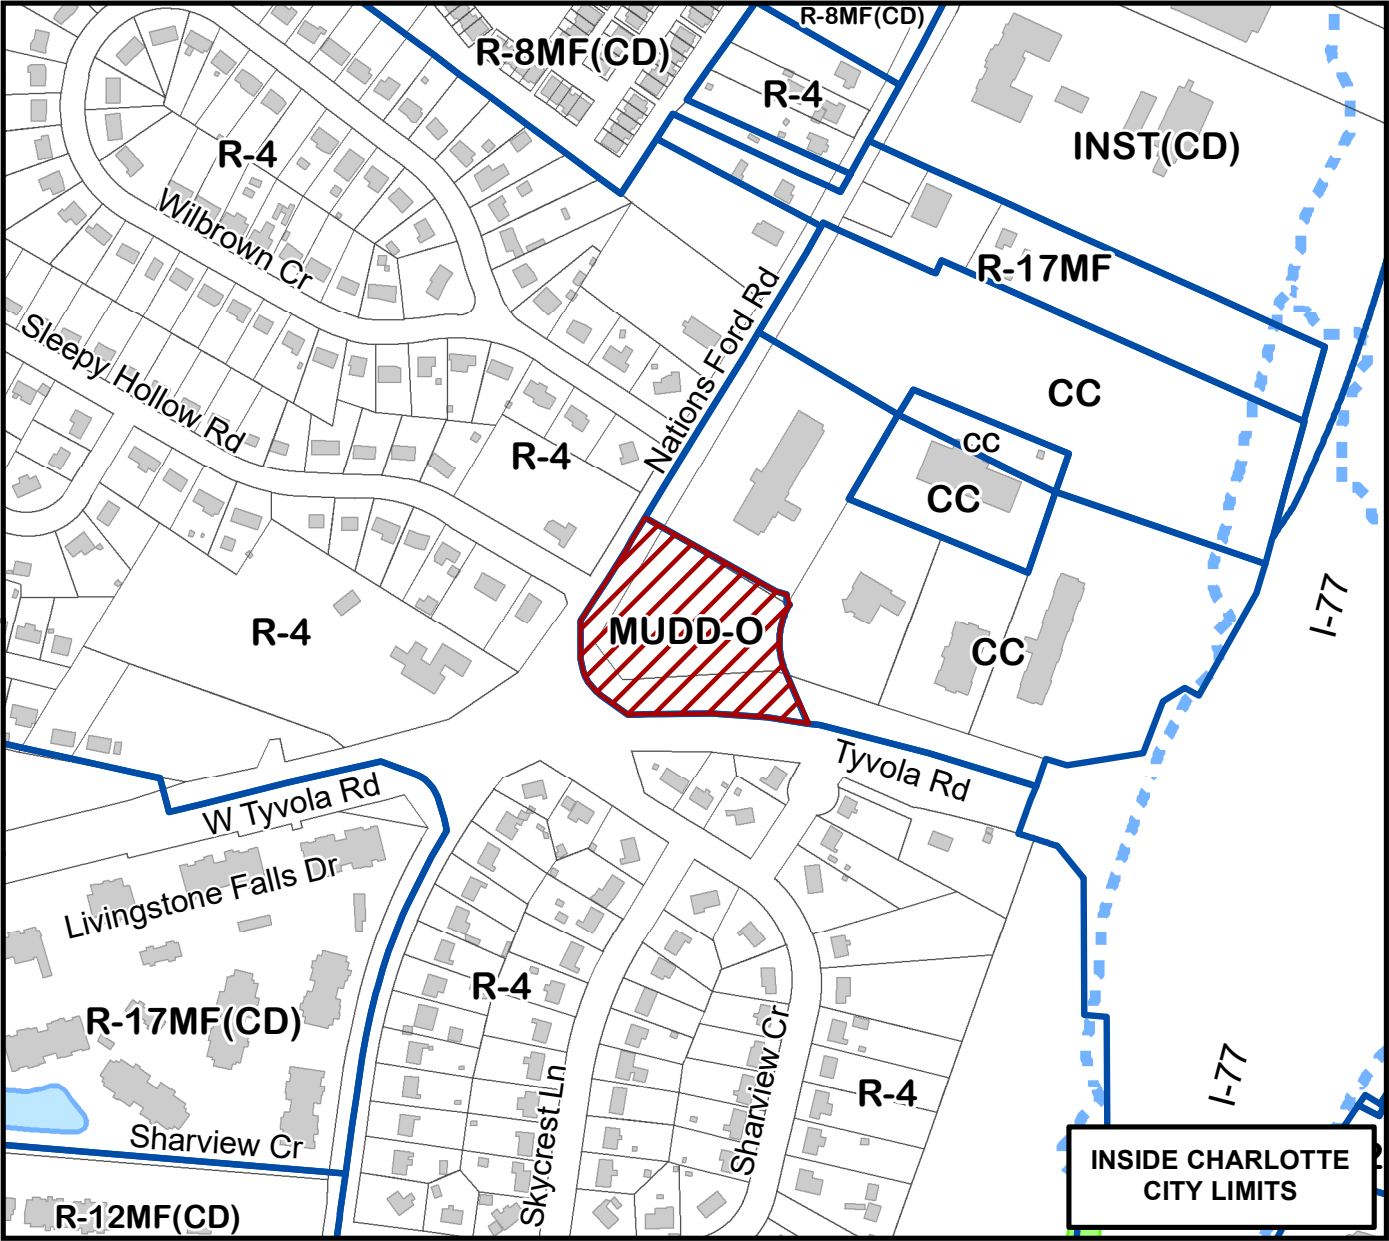 R-8MF(CD)
R-8MF(CD)
R-4
INST(CD)
R-4
Wilbrown Cr
R-17MF
Nations Ford Rd
Sleepy Hollow Rd
CC
R-4
CC
CC
I-77
R-4
MUDD-O
CC
Tyvola Rd
W Tyvola Rd
Livingstone Falls Dr
R-4
R-17MF(CD)
Skycrest Ln
Sharview Cr
R-4
I-77
Sharview Cr
INSIDE CHARLOTTE
CITY LIMITS
R-12MF(CD)